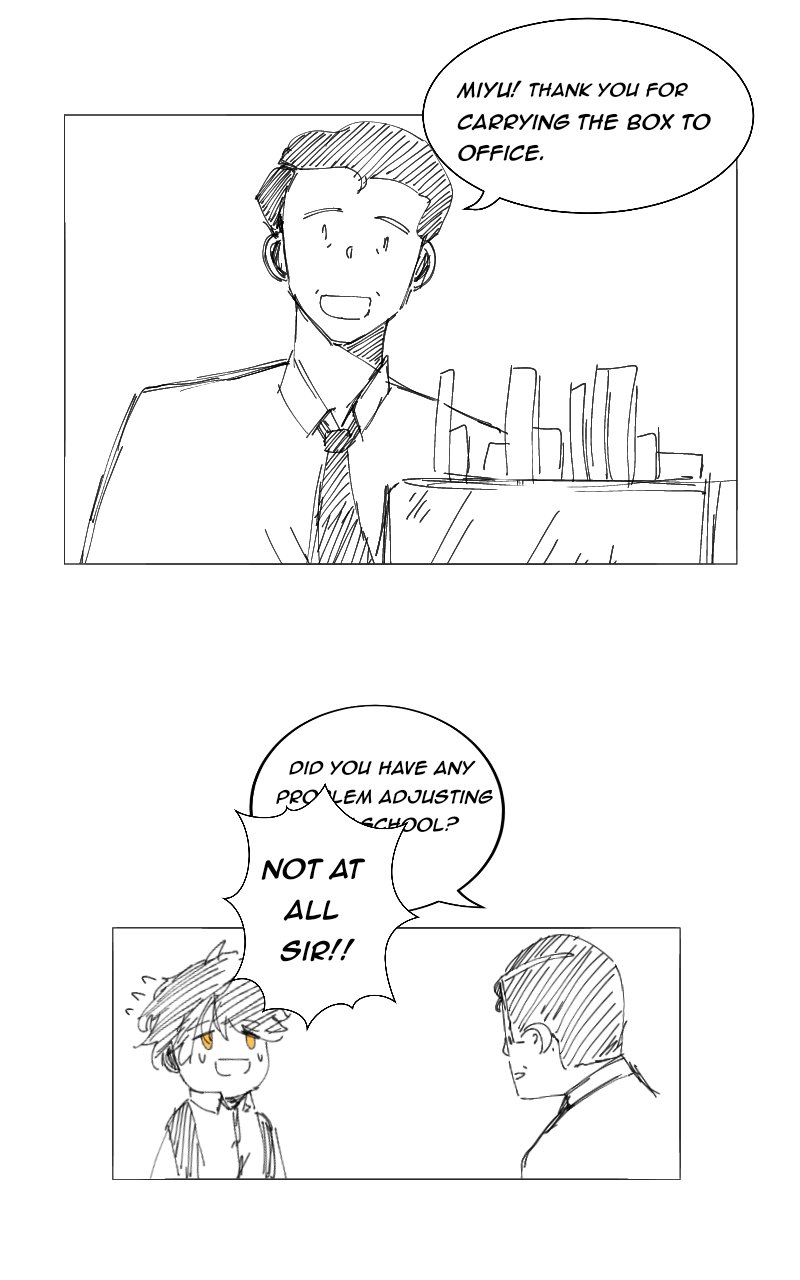 MIYU! THANK YOU FOR
CARRYING THE BOX TO
OFFICE.
DID YOU HAVE ANY
PROBLEM ADJUSTING
SCHOOL?
NOT AT
ALL
SIR!!